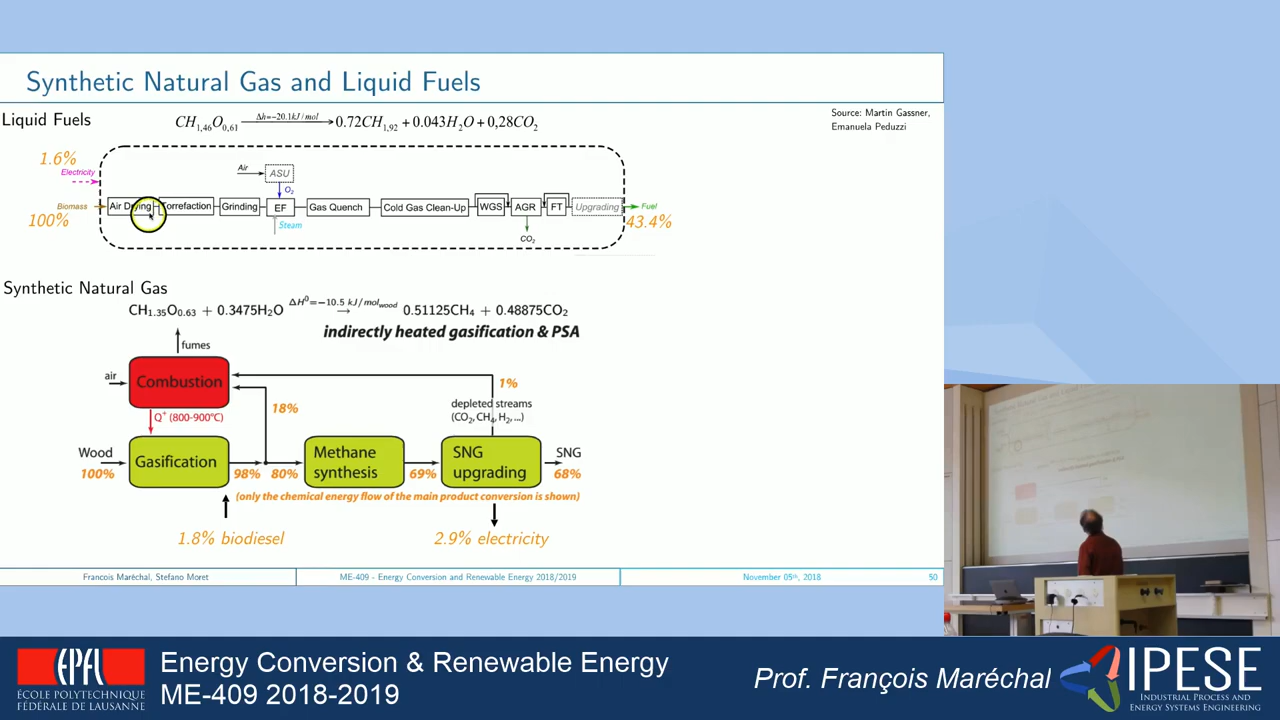 Synthetic Natural Gas and Liquid Fuels
Liquid Fuels
CH1,46O0,61 Δh=-20.1kJ/mol 0.72CH1,92 + 0.043H2O + 0,28CO2
Source: Martin Gassner,
Emanuela Peduzzi
1.6%
Electricity
Air
ASU
O2
Biomass
Air Drying
Torrefaction
Grinding
EF
Gas Quench
Cold Gas Clean-Up
WGS
AGR
FT
Upgrading
Fuel
100%
Steam
CO2
43.4%
Synthetic Natural Gas
CH1.35O0.63 + 0.3475H2O ΔH0=-10.5 kJ/molwood → 0.51125CH4 + 0.48875CO2
indirectly heated gasification & PSA
fumes
air
Combustion
1%
18%
depleted streams
(CO2, CH4, H2, ...)
Q+ (800-900°C)
Wood
100%
Gasification
98%
80%
Methane
synthesis
69%
SNG
upgrading
SNG
68%
(only the chemical energy flow of the main product conversion is shown)
1.8% biodiesel
2.9% electricity
Francois Maréchal, Stefano Moret
ME-409 - Energy Conversion and Renewable Energy 2018/2019
November 05th, 2018
50
EPFL
ÉCOLE POLYTECHNIQUE
FÉDÉRALE DE LAUSANNE
Energy Conversion & Renewable Energy
ME-409 2018-2019
Prof. François Maréchal
IPESE
Industrial Process and
Energy Systems Engineering